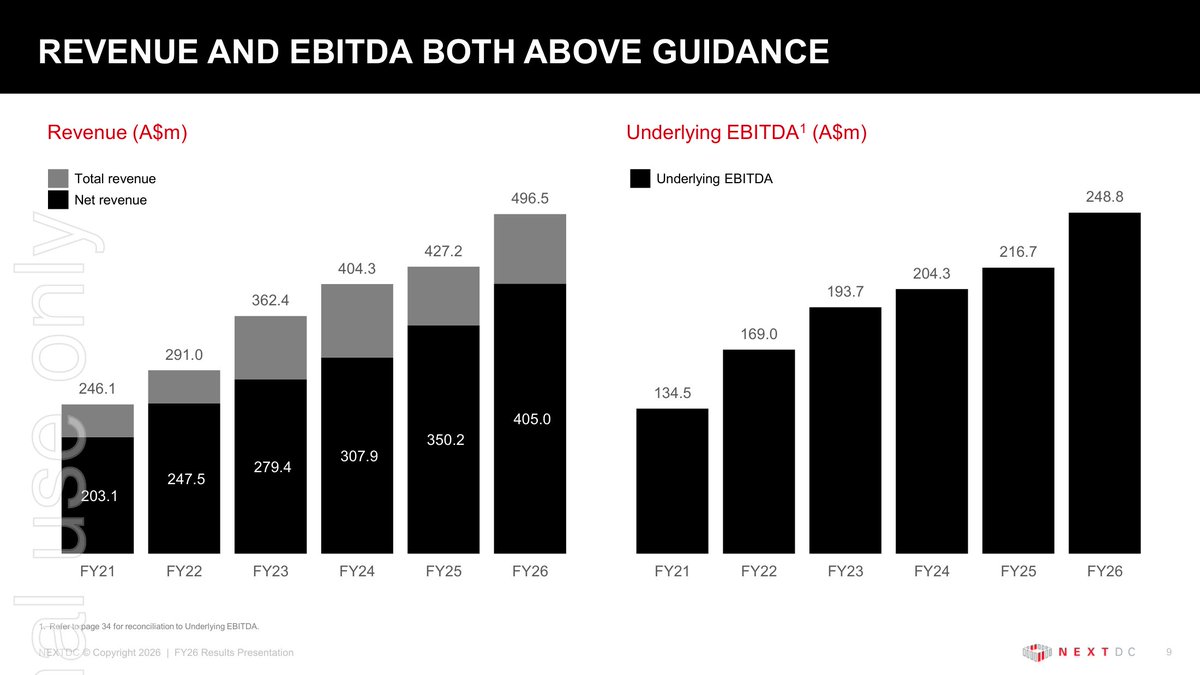 REVENUE AND EBITDA BOTH ABOVE GUIDANCE
Revenue (A$m)
Total revenue
Net revenue
246.1
291.0
362.4
404.3
427.2
496.5
203.1
247.5
279.4
307.9
350.2
405.0
FY21 FY22 FY23 FY24 FY25 FY26
Underlying EBITDA¹ (A$m)
Underlying EBITDA
134.5
169.0
193.7
204.3
216.7
248.8
FY21 FY22 FY23 FY24 FY25 FY26
1. Refer to page 34 for reconciliation to Underlying EBITDA.
NEXTDC © Copyright 2026 | FY26 Results Presentation
NEXTDC
9
use only